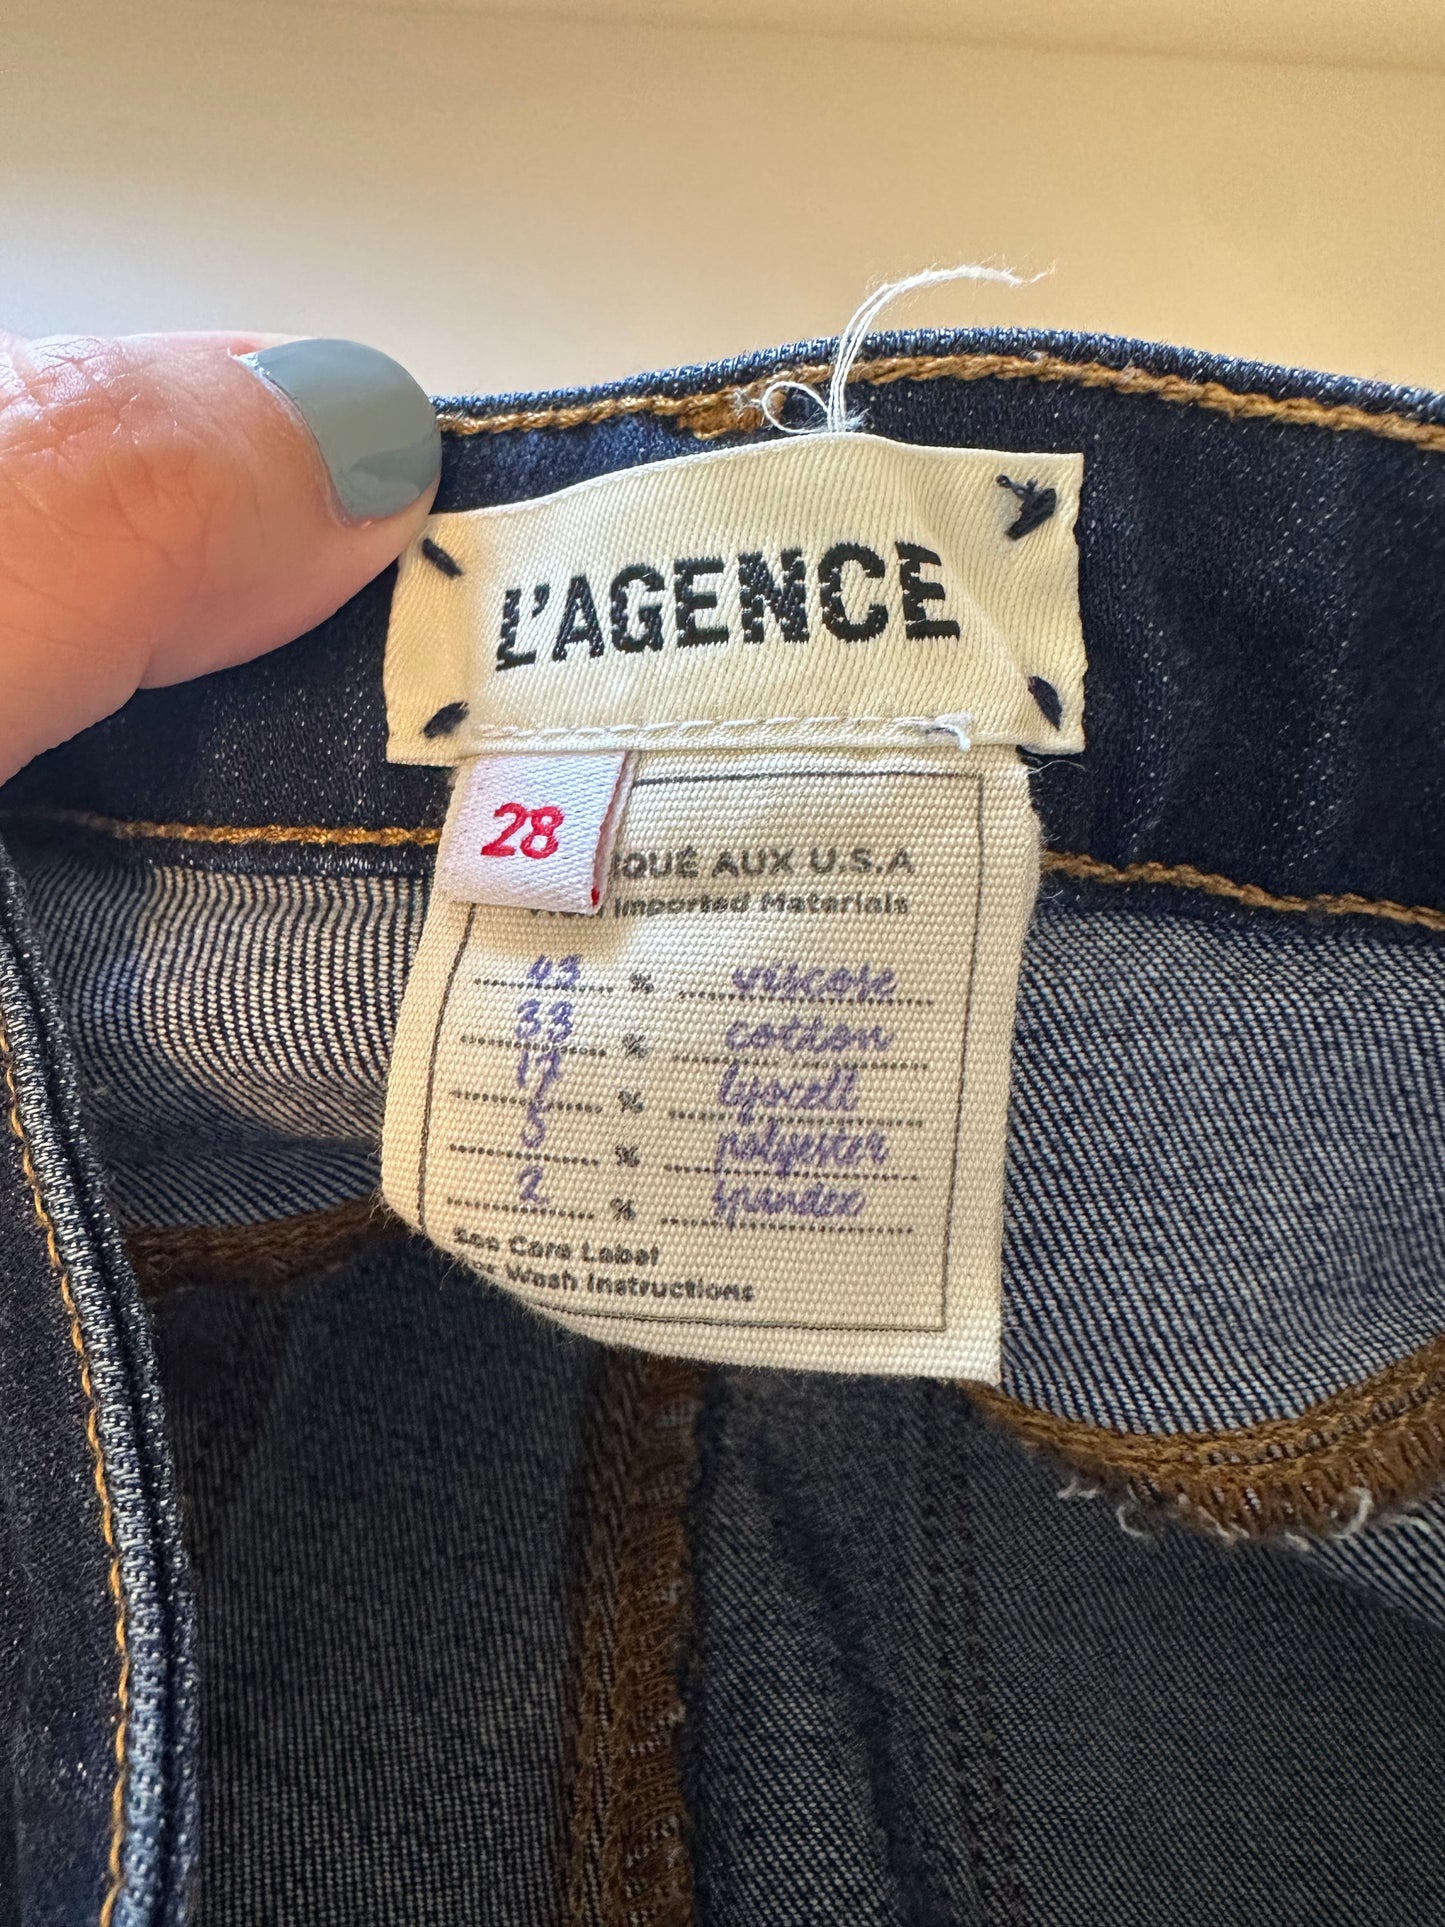 L'AGENCE
28
QUÉ AUX U.S.A
Imported Materials
43 % viscose
33 % cotton
17 % lyocell
5 % polyester
2 % spandex
See Care Label
Wash Instructions